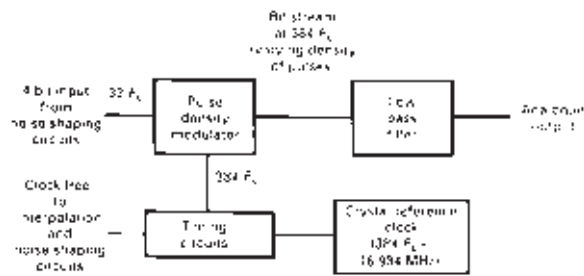 Bit stream
at 384 fs
varying density
of pulses
4 bit input
from
noise shaping
circuits
32 fs
Pulse
density
modulator
Low
pass
filter
Analogue
output
384 fs
Clock
to
interpolation
and
noise shaping
circuits
Timing
circuits
Crystal reference
clock
(384 fs =
16.934 MHz)